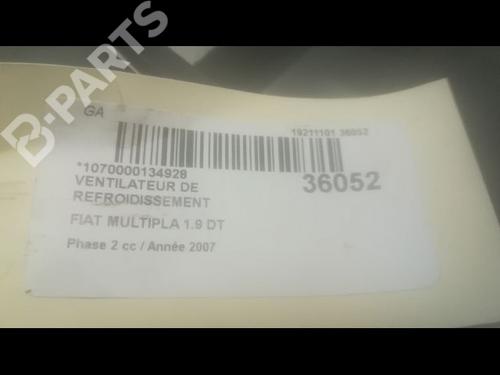 B-PARTS
GA
19211101 36052
*1070000134928
36052
VENTILATEUR DE
REFROIDISSEMENT
FIAT MULTIPLA 1.9 DT
Phase 2 cc / Année 2007